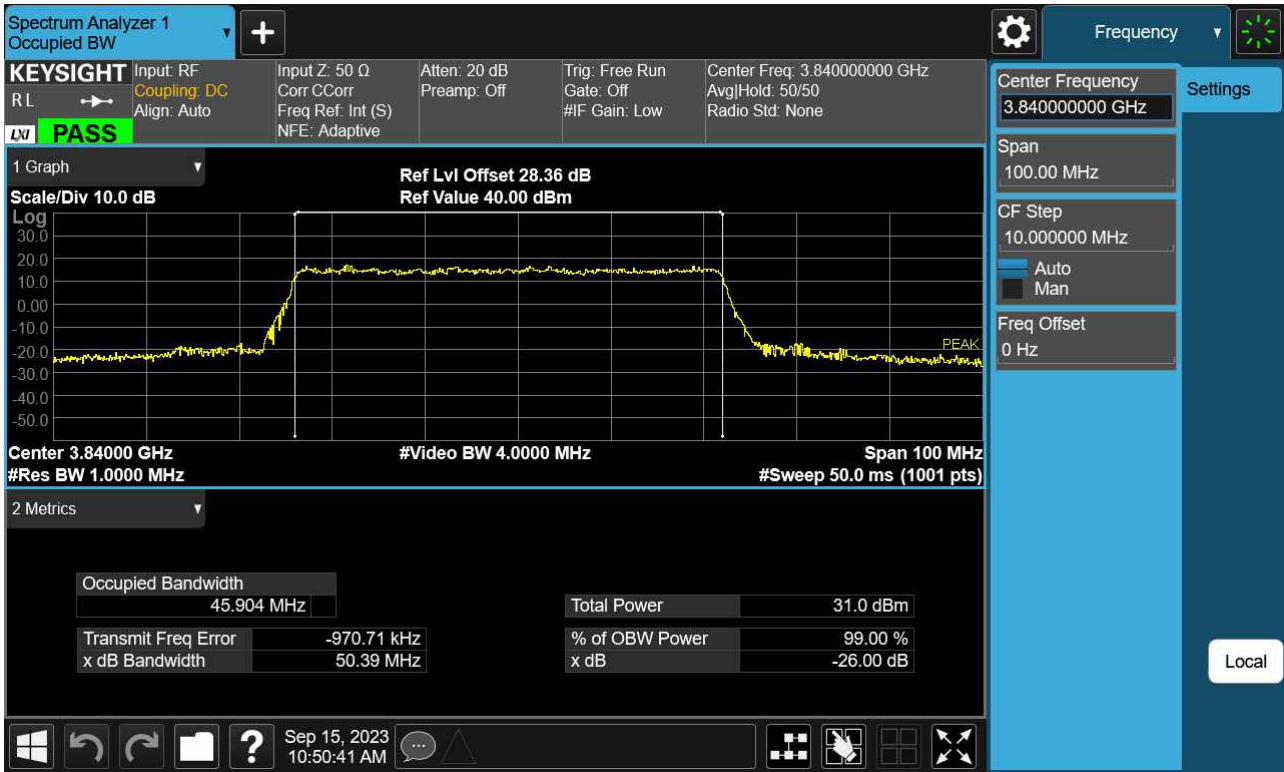 Spectrum Analyzer 1
Occupied BW
Frequency
KEYSIGHT
RL
LXI
PASS
Input: RF
Coupling: DC
Align: Auto
Input Z: 50 Ω
Corr CCorr
Freq Ref: Int (S)
NFE: Adaptive
Atten: 20 dB
Preamp: Off
Trig: Free Run
Gate: Off
#IF Gain: Low
Center Freq: 3.840000000 GHz
Avg|Hold: 50/50
Radio Std: None
Center Frequency
3.840000000 GHz
Settings
Span
100.00 MHz
CF Step
10.000000 MHz
Auto
Man
Freq Offset
0 Hz
Local
1 Graph
Scale/Div 10.0 dB
Ref Lvl Offset 28.36 dB
Ref Value 40.00 dBm
Log
30.0
20.0
10.0
0.00
-10.0
-20.0
-30.0
-40.0
-50.0
PEAK
Center 3.84000 GHz
#Video BW 4.0000 MHz
Span 100 MHz
#Res BW 1.0000 MHz
#Sweep 50.0 ms (1001 pts)
2 Metrics
Occupied Bandwidth
45.904 MHz
Total Power 31.0 dBm
Transmit Freq Error -970.71 kHz
% of OBW Power 99.00 %
x dB Bandwidth 50.39 MHz
x dB -26.00 dB
Sep 15, 2023
10:50:41 AM